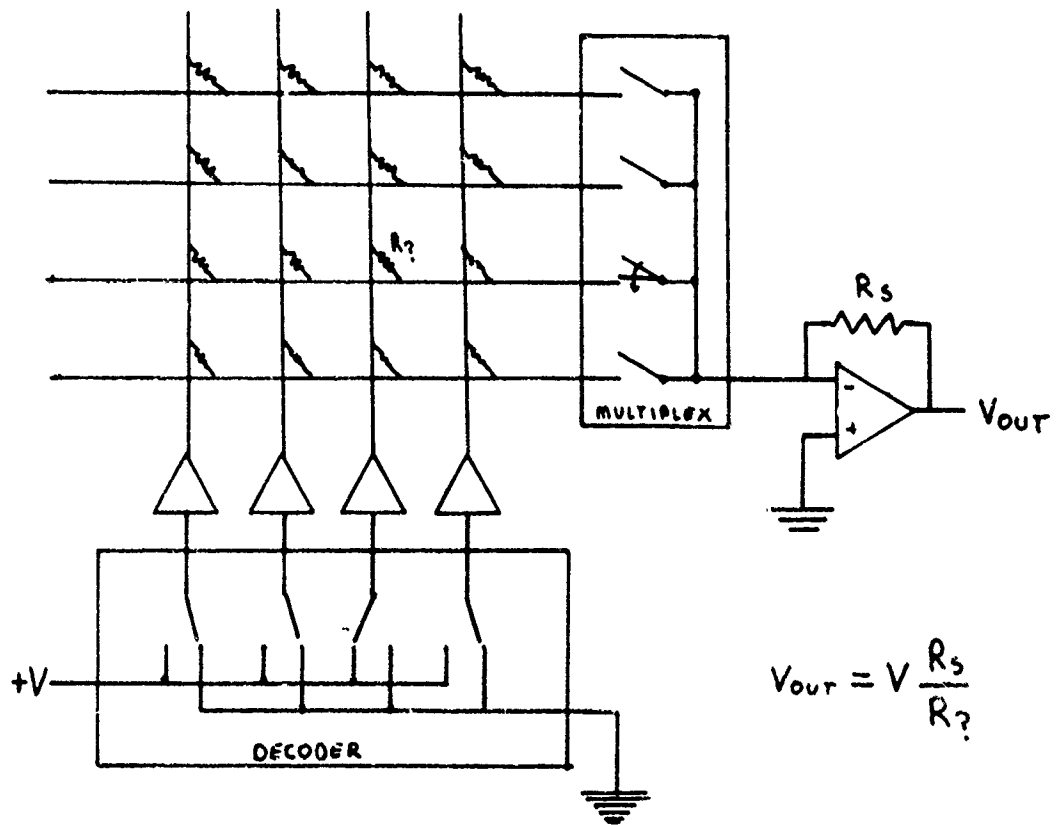 R?
Rs
-
+
VOUT
MULTIPLEX
+V
DECODER
VOUT = V Rs/R?